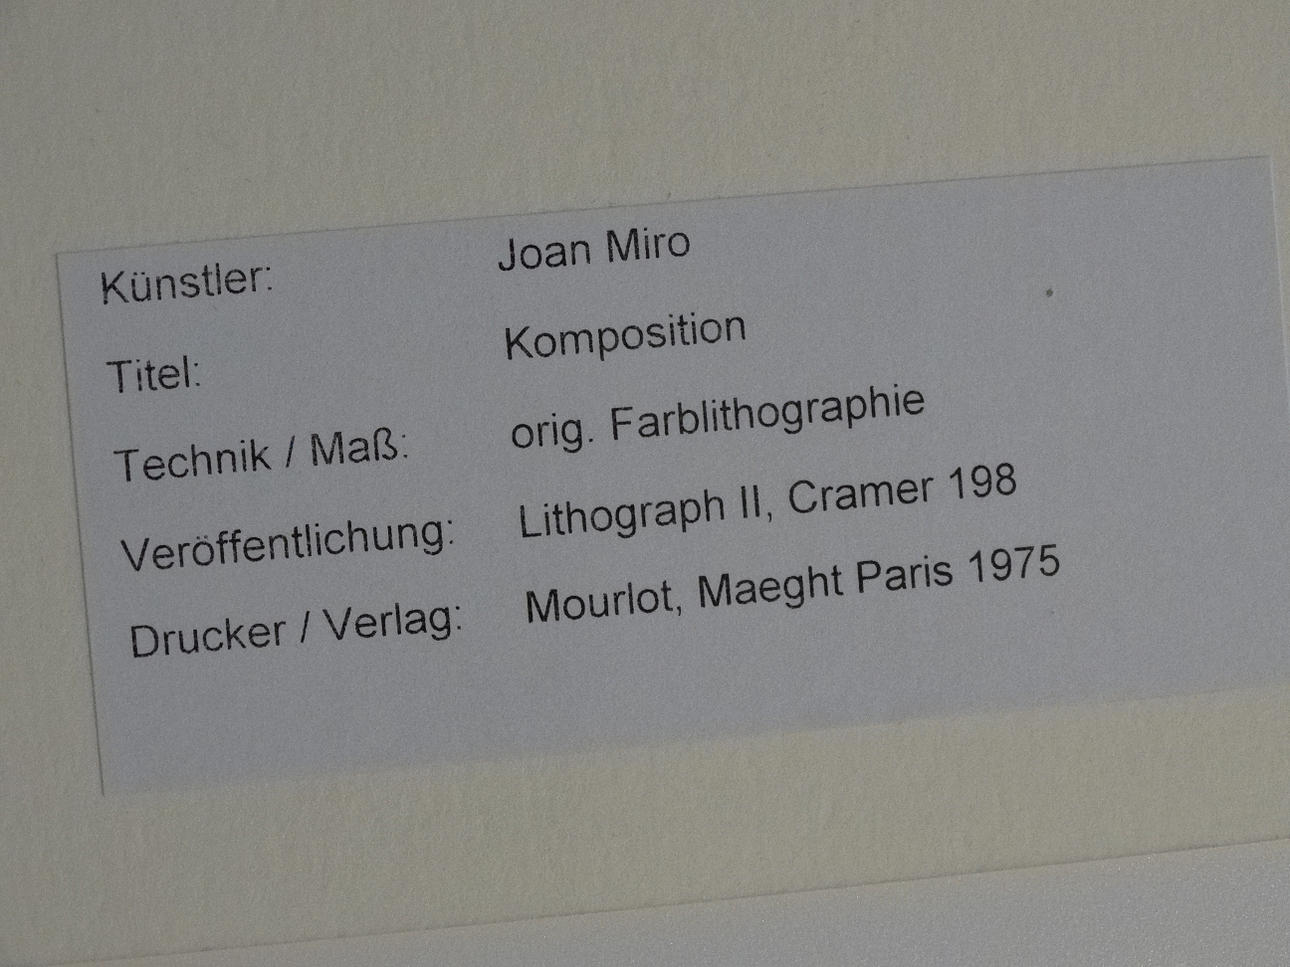 Künstler: Joan Miro
Titel: Komposition
Technik / Maß: orig. Farblithographie
Veröffentlichung: Lithograph II, Cramer 198
Drucker / Verlag: Mourlot, Maeght Paris 1975